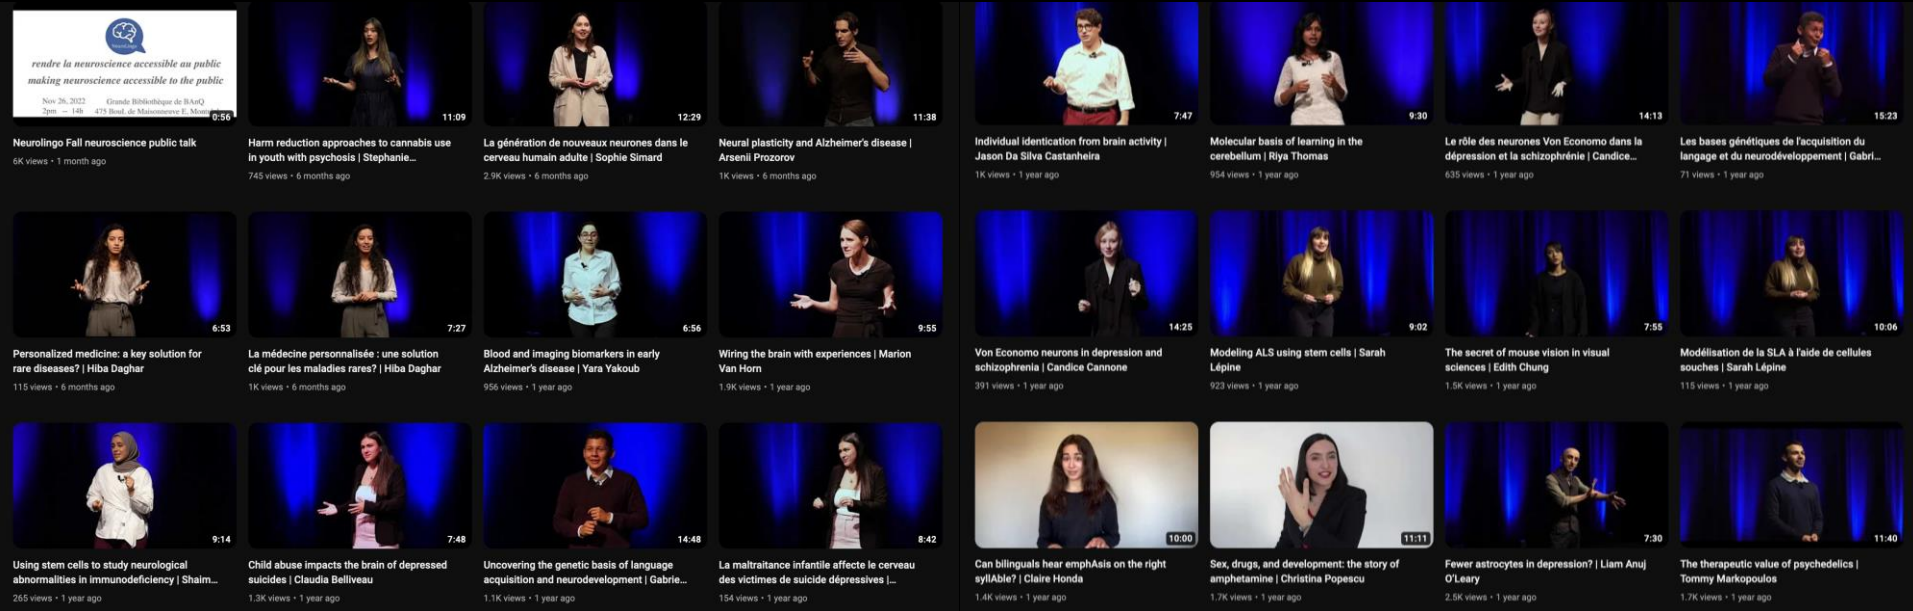 NeuroLingo
rendre la neuroscience accessible au public
making neuroscience accessible to the public
Nov 26, 2022
Grande Bibliothèque de BAnQ
2pm -- 14h
475 Boul. de Maisonneuve E,
0:56
11:09
12:29
11:38
7:47
9:30
14:13
15:23
Neurolingo Fall neuroscience public talk
6K views • 1 month ago
Harm reduction approaches to cannabis use
in youth with psychosis | Stephanie...
745 views • 6 months ago
La génération de nouveaux neurones dans le
cerveau humain adulte | Sophie Simard
2.9K views • 6 months ago
Neural plasticity and Alzheimer's disease |
Arsenii Prozorov
1K views • 6 months ago
Individual identication from brain activity |
Jason Da Silva Castanheira
1K views • 1 year ago
Molecular basis of learning in the
cerebellum | Riya Thomas
954 views • 1 year ago
Le rôle des neurones Von Economo dans la
dépression et la schizophrénie | Candice...
635 views • 1 year ago
Les bases génétiques de l'acquisition du
langage et du neurodéveloppement | Gabri...
71 views • 1 year ago
6:53
7:27
6:56
9:55
14:25
9:02
7:55
10:06
Personalized medicine: a key solution for
rare diseases? | Hiba Daghar
115 views • 6 months ago
La médecine personnalisée : une solution
clé pour les maladies rares? | Hiba Daghar
1K views • 6 months ago
Blood and imaging biomarkers in early
Alzheimer's disease | Yara Yakoub
956 views • 1 year ago
Wiring the brain with experiences | Marion
Van Horn
1.9K views • 1 year ago
Von Economo neurons in depression and
schizophrenia | Candice Cannone
391 views • 1 year ago
Modeling ALS using stem cells | Sarah
Lépine
923 views • 1 year ago
The secret of mouse vision in visual
sciences | Edith Chung
1.5K views • 1 year ago
Modélisation de la SLA à l'aide de cellules
souches | Sarah Lépine
115 views • 1 year ago
9:14
7:48
14:48
8:42
10:00
11:11
7:30
11:40
Using stem cells to study neurological
abnormalities in immunodeficiency | Shaim...
265 views • 1 year ago
Child abuse impacts the brain of depressed
suicides | Claudia Belliveau
1.3K views • 1 year ago
Uncovering the genetic basis of language
acquisition and neurodevelopment | Gabrie...
1.1K views • 1 year ago
La maltraitance infantile affecte le cerveau
des victimes de suicide dépressives |...
154 views • 1 year ago
Can bilinguals hear emphAsis on the right
syllAble? | Claire Honda
1.4K views • 1 year ago
Sex, drugs, and development: the story of
amphetamine | Christina Popescu
1.7K views • 1 year ago
Fewer astrocytes in depression? | Liam Anuj
O'Leary
2.5K views • 1 year ago
The therapeutic value of psychedelics |
Tommy Markopoulos
1.7K views • 1 year ago